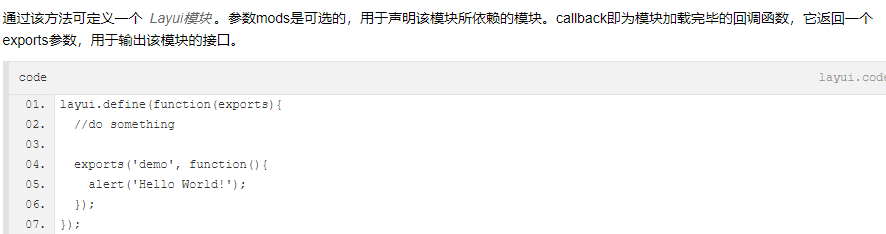 通过该方法可定义一个 Layui模块。参数mods是可选的，用于声明该模块所依赖的模块。callback即为模块加载完毕的回调函数，它返回一个
exports参数，用于输出该模块的接口。
code layui.code
01. layui.define(function(exports){
02.   //do something
03.
04.   exports('demo', function(){
05.     alert('Hello World!');
06.   });
07. });